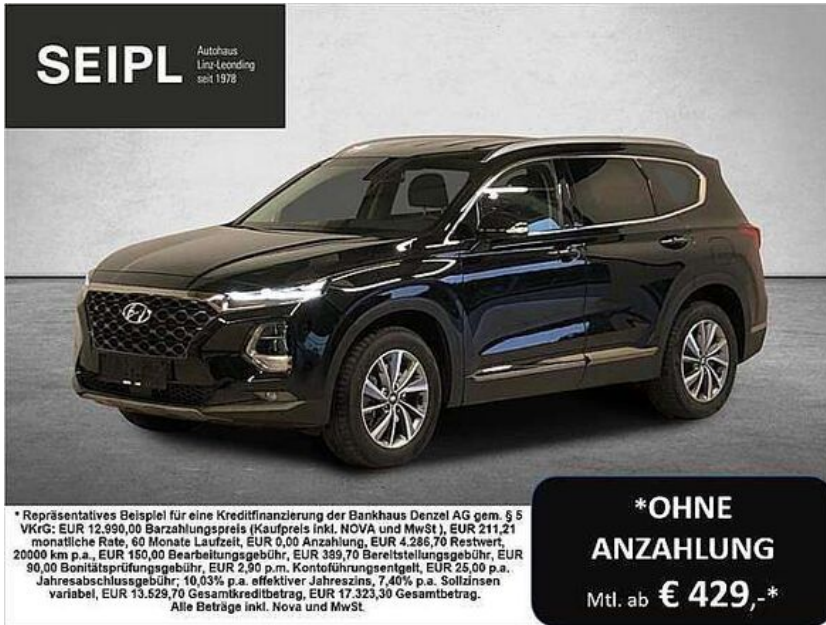 SEIPL
Autohaus
Linz-Leonding
seit 1978
* Repräsentatives Beispiel für eine Kreditfinanzierung der Bankhaus Denzel AG gem. § 5
VKrG: EUR 12.990,00 Barzahlungspreis (Kaufpreis inkl. NOVA und MwSt ), EUR 211,21
monatliche Rate, 60 Monate Laufzeit, EUR 0,00 Anzahlung, EUR 4.286,70 Restwert,
20000 km p.a., EUR 150,00 Bearbeitungsgebühr, EUR 389,70 Bereitstellungsgebühr, EUR
90,00 Bonitätsprüfungsgebühr, EUR 2,90 p.m. Kontoführungsentgelt, EUR 25,00 p.a.
Jahresabschlussgebühr; 10,03% p.a. effektiver Jahreszins, 7,40% p.a. Sollzinsen
variabel, EUR 13.529,70 Gesamtkreditbetrag, EUR 17.323,30 Gesamtbetrag.
Alle Beträge inkl. Nova und MwSt.
*OHNE
ANZAHLUNG
Mtl. ab € 429,-*